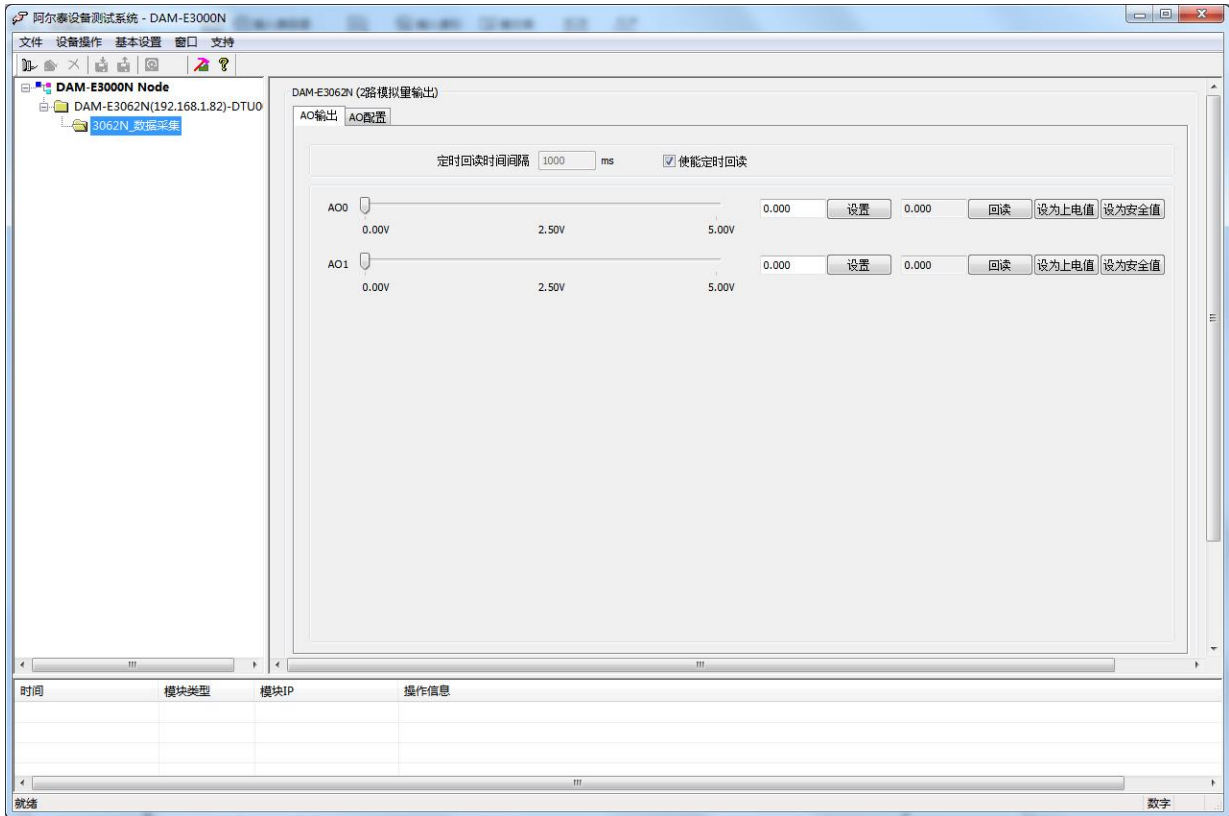 阿尔泰设备测试系统 - DAM-E3000N
文件 设备操作 基本设置 窗口 支持
DAM-E3000N Node
DAM-E3062N(192.168.1.82)-DTU0
3062N_数据采集
DAM-E3062N (2路模拟量输出)
AO输出 AO配置
定时回读时间间隔 1000 ms 使能定时回读
AO0 0.000 设置 0.000 回读 设为上电值 设为安全值
0.00V 2.50V 5.00V
AO1 0.000 设置 0.000 回读 设为上电值 设为安全值
0.00V 2.50V 5.00V
时间 模块类型 模块IP 操作信息
就绪 数字